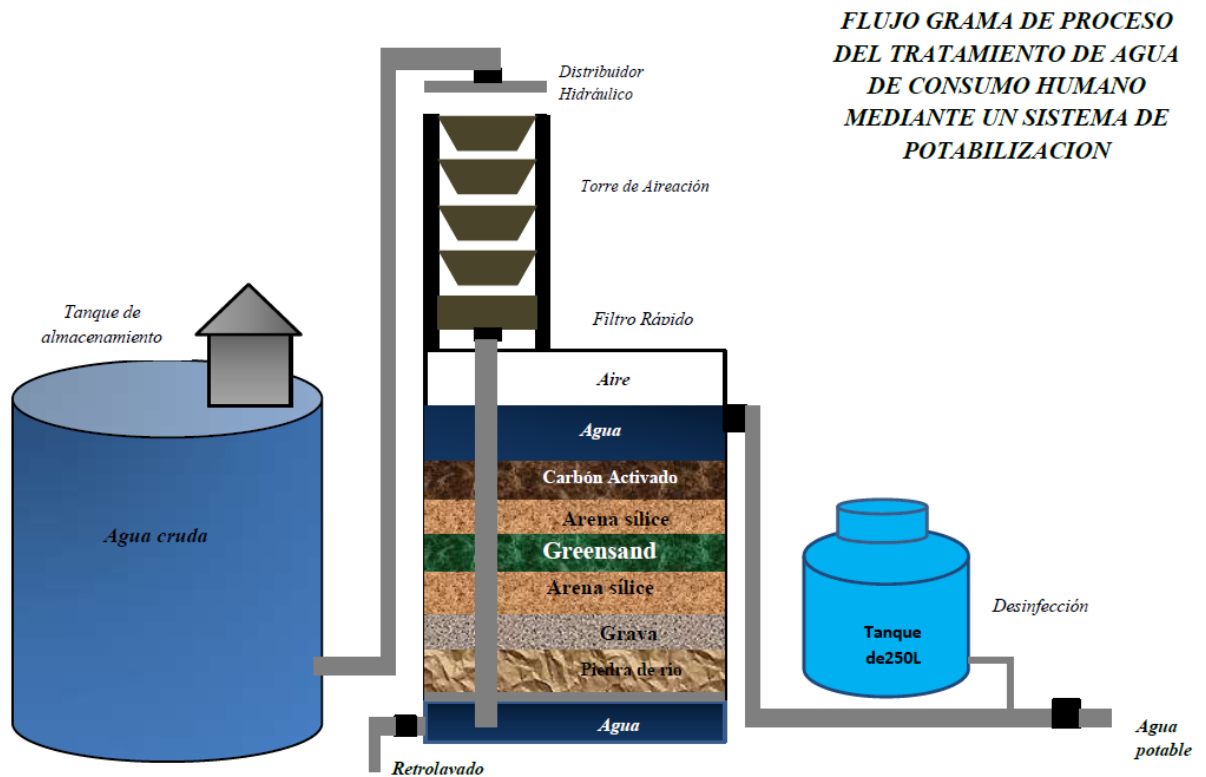 FLUJO GRAMA DE PROCESO
DEL TRATAMIENTO DE AGUA
DE CONSUMO HUMANO
MEDIANTE UN SISTEMA DE
POTABILIZACION
Distribuidor
Hidráulico
Torre de Aireación
Tanque de
almacenamiento
Filtro Rápido
Aire
Agua
Carbón Activado
Arena sílice
Agua cruda
Greensand
Arena sílice
Grava
Piedra de rio
Agua
Retrolavado
Desinfección
Tanque
de250L
Agua
potable